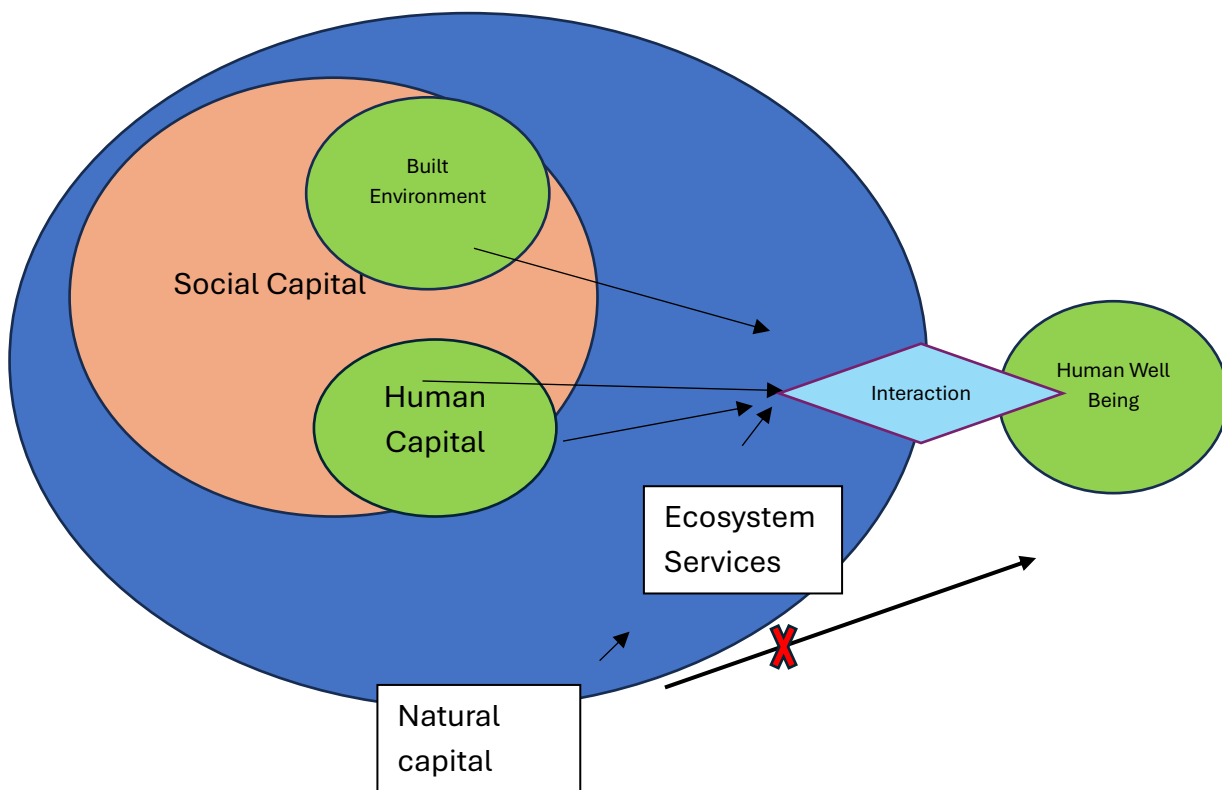 Built
Environment
Social Capital
Human
Capital
Interaction
Human Well
Being
Ecosystem
Services
Natural
capital